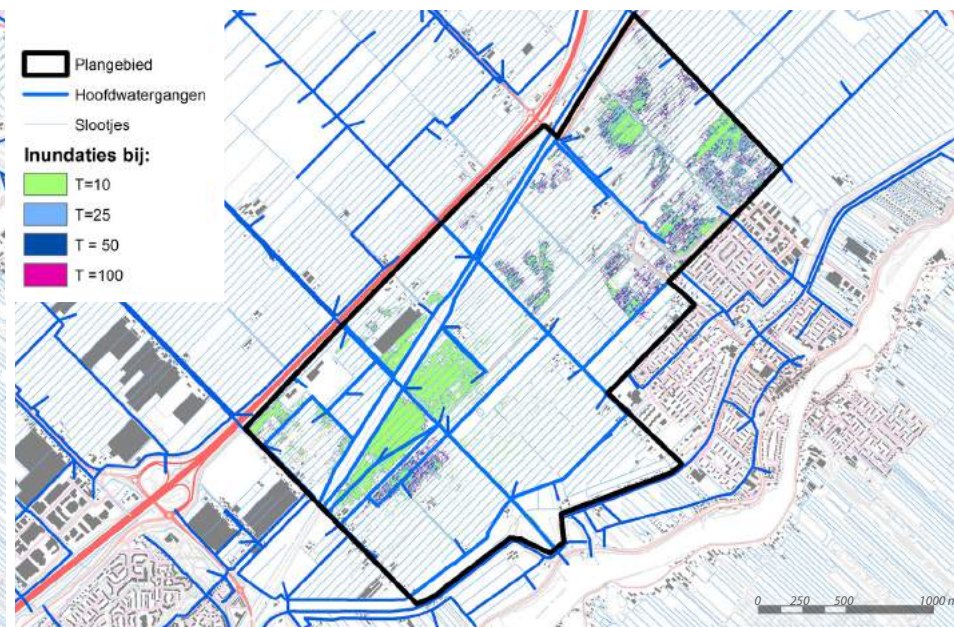 Plangebied
Hoofdwatergangen
Slootjes
Inundaties bij:
T=10
T=25
T = 50
T =100
0 250 500 1000 m